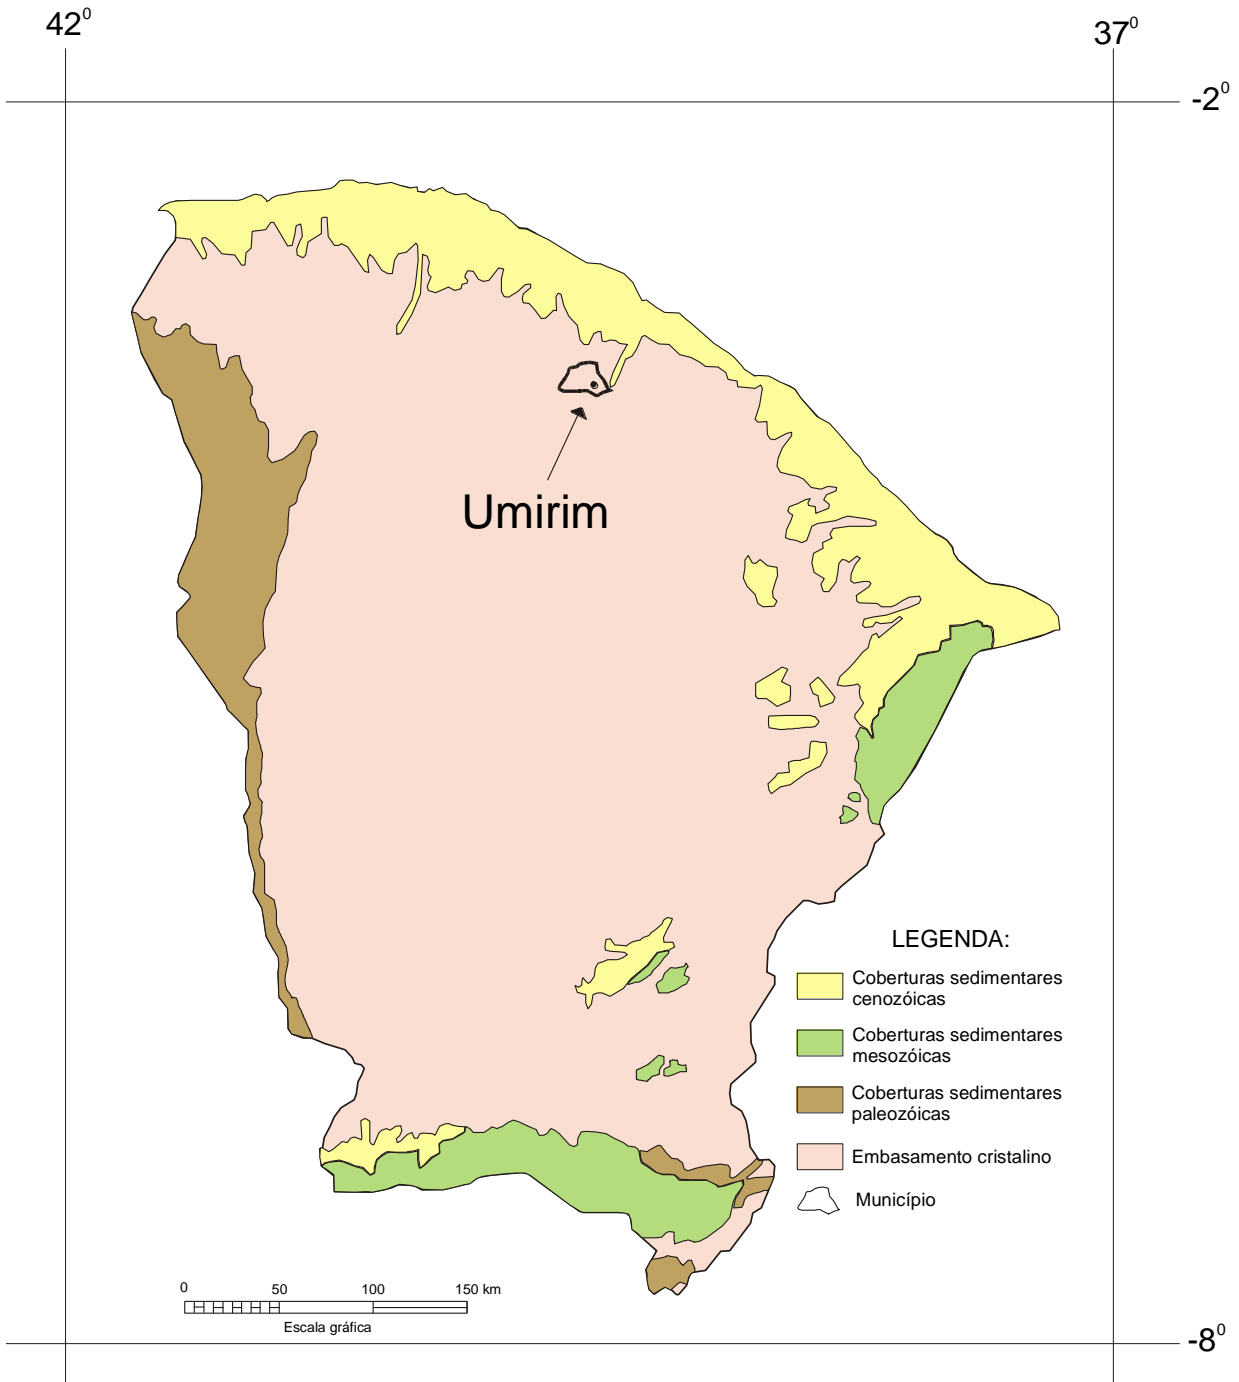 42⁰
37⁰
-2⁰
Umirim
LEGENDA:
Coberturas sedimentares
cenozóicas
Coberturas sedimentares
mesozóicas
Coberturas sedimentares
paleozóicas
Embasamento cristalino
Município
0 50 100 150 km
Escala gráfica
-8⁰